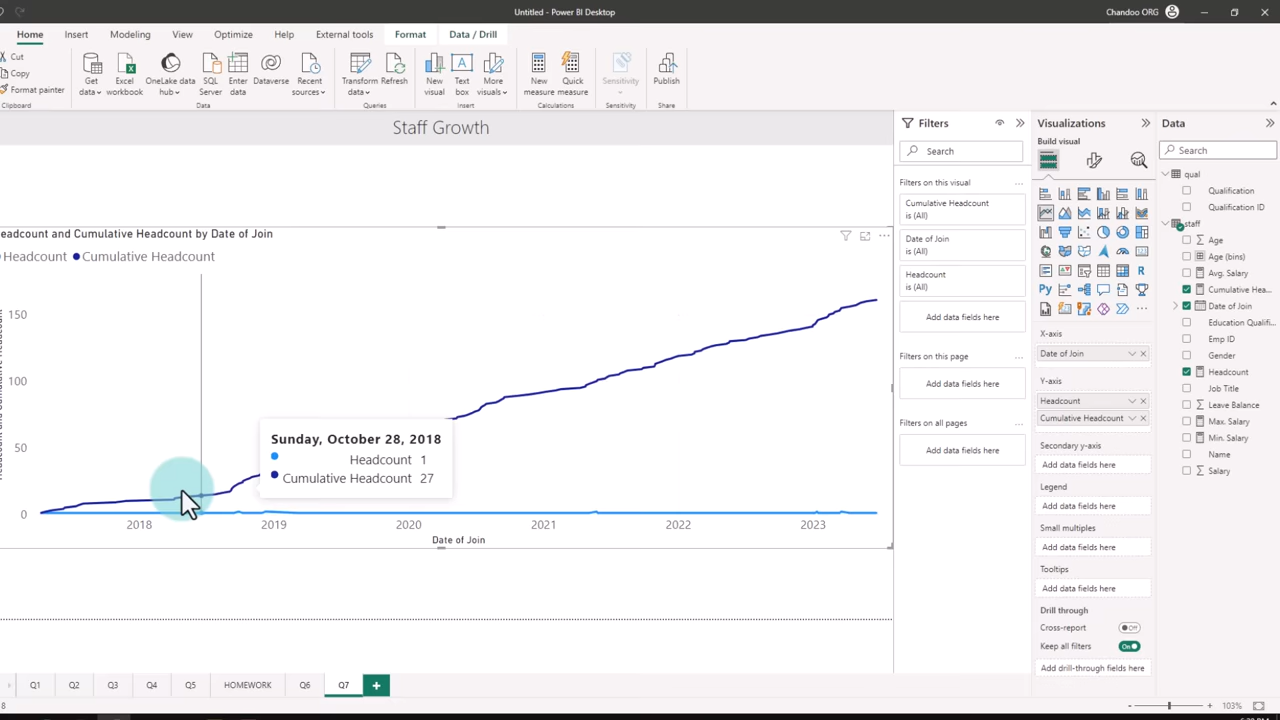 Untitled - Power BI Desktop
Chandoo ORG
Home Insert Modeling View Optimize Help External tools Format Data / Drill
Cut
Copy
Format painter
Clipboard
Get data
Excel workbook
OneLake data hub
SQL Server
Enter data
Dataverse
Recent sources
Data
Transform data
Refresh
Queries
New visual
Text box
More visuals
Insert
New measure
Quick measure
Calculations
Sensitivity
Sensitivity
Publish
Share
Staff Growth
eadcount and Cumulative Headcount by Date of Join
Headcount Cumulative Headcount
150
100
50
0
2018 2019 2020 2021 2022 2023
Date of Join
Sunday, October 28, 2018
Headcount 1
Cumulative Headcount 27
Filters
Search
Filters on this visual
Cumulative Headcount
is (All)
Date of Join
is (All)
Headcount
is (All)
Add data fields here
Filters on this page
Add data fields here
Filters on all pages
Add data fields here
Visualizations
Build visual
R
Py
X-axis
Date of Join
Y-axis
Headcount
Cumulative Headcount
Secondary y-axis
Add data fields here
Legend
Add data fields here
Small multiples
Add data fields here
Tooltips
Add data fields here
Drill through
Cross-report Off
Keep all filters On
Add drill-through fields here
Data
Search
qual
Qualification
Qualification ID
staff
Age
Age (bins)
Avg. Salary
Cumulative Hea...
Date of Join
Education Qualifi...
Emp ID
Gender
Headcount
Job Title
Leave Balance
Max. Salary
Min. Salary
Name
Salary
Q1 Q2 Q3 Q4 Q5 HOMEWORK Q6 Q7
8
103%